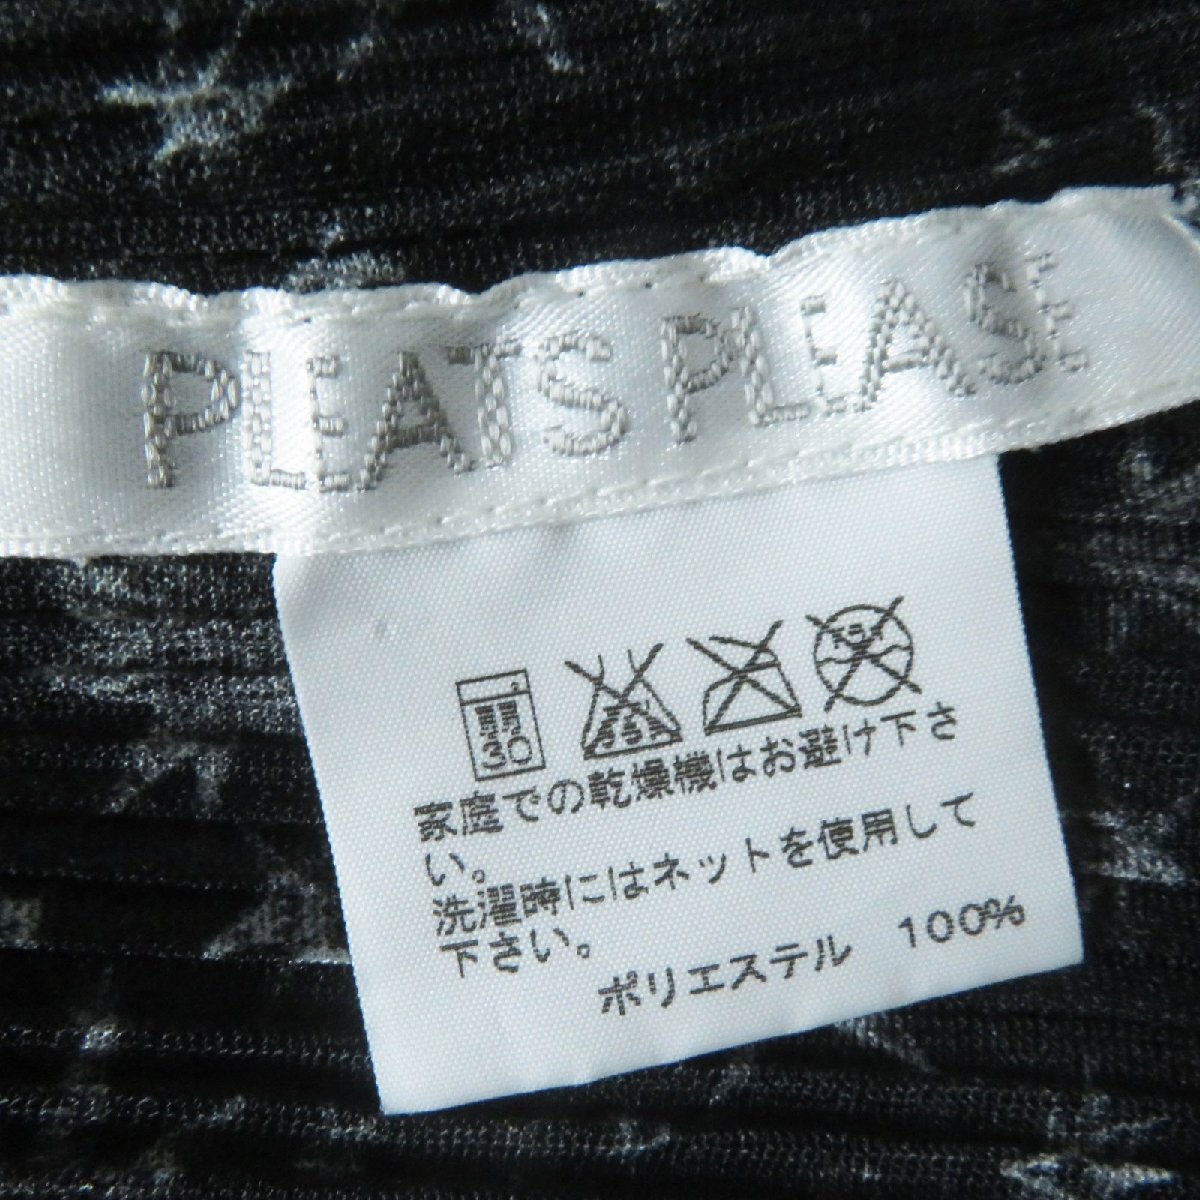 PLEATS PLEASE
30
家庭での乾燥機はお避け下さ
い。
洗濯時にはネットを使用して
下さい。
ポリエステル 100%